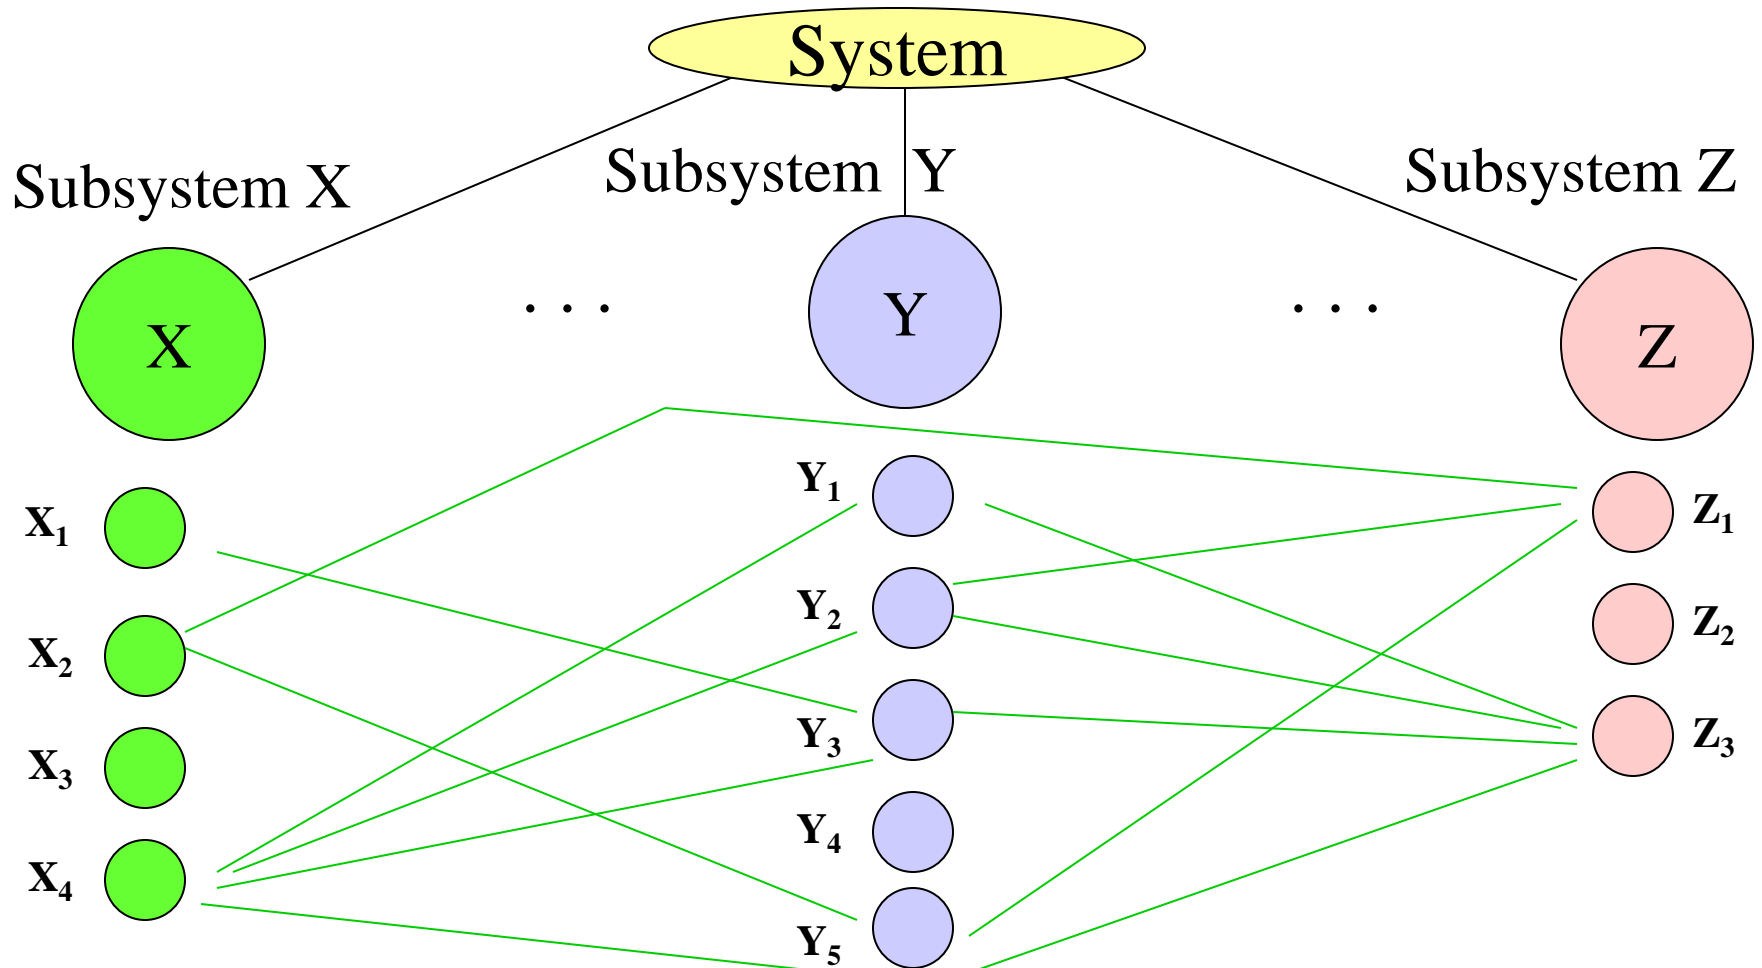 System
Subsystem X
Subsystem Y
Subsystem Z
X
. . .
Y
. . .
Z
X₁
Y₁
Z₁
X₂
Y₂
Z₂
X₃
Y₃
Z₃
X₄
Y₄
Y₅